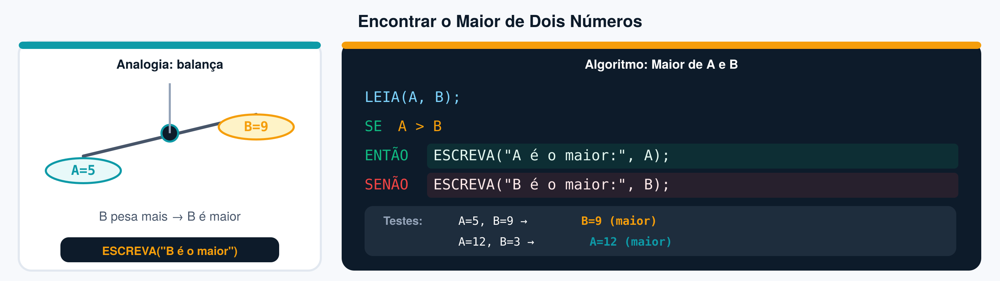 Encontrar o Maior de Dois Números
Analogia: balança
B=9
A=5
B pesa mais → B é maior
ESCREVA("B é o maior")
Algoritmo: Maior de A e B
LEIA(A, B);
SE A > B
ENTÃO ESCREVA("A é o maior:", A);
SENÃO ESCREVA("B é o maior:", B);
Testes: A=5, B=9 → B=9 (maior)
A=12, B=3 → A=12 (maior)